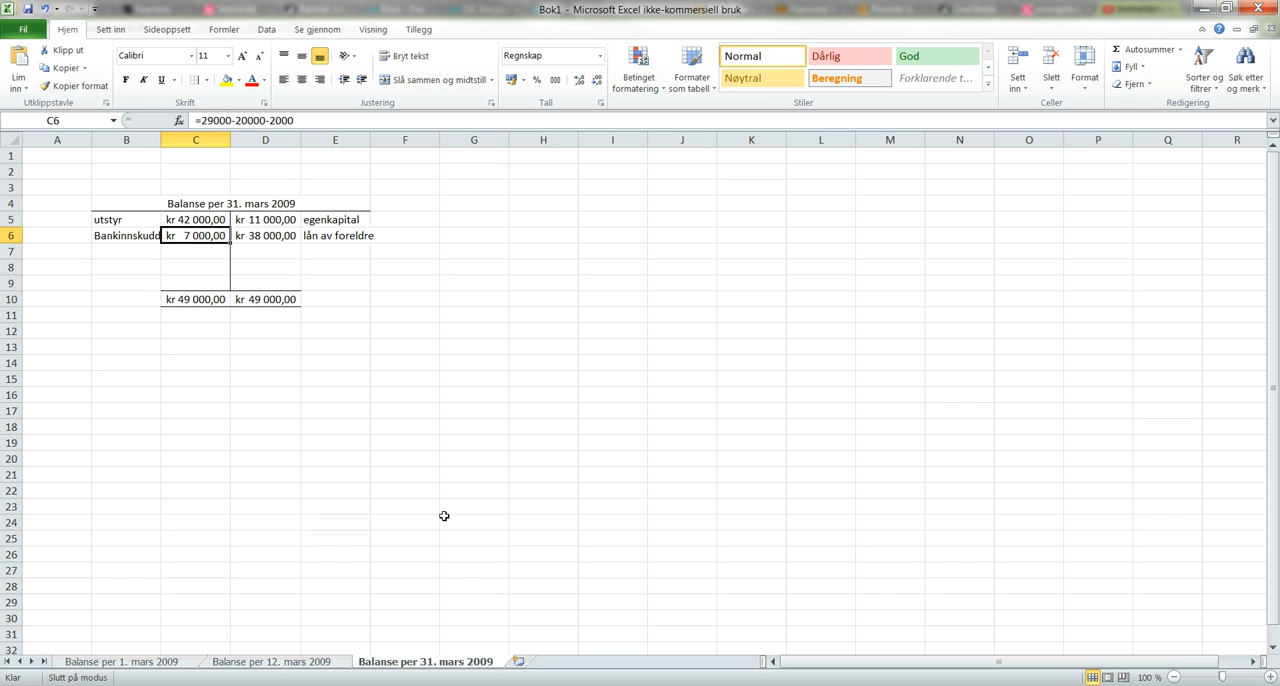 Bok1 - Microsoft Excel ikke-kommersiell bruk
Fil Hjem Sett inn Sideoppsett Formler Data Se gjennom Visning Tillegg
Lim inn
Klipp ut
Kopier
Kopier format
Utklippstavle
Calibri 11
F K U
Skrift
Bryt tekst
Slå sammen og midtstill
Justering
Regnskap
% 000
Tall
Betinget formatering
Formater som tabell
Normal Dårlig God
Nøytral Beregning Forklarende t...
Stiler
Sett inn
Slett
Format
Celler
Autosummer
Fyll
Fjern
Sorter og filtrer
Søk etter og merk
Redigering
C6 fx =29000-20000-2000
A B C D E F G H I J K L M N O P Q R
1
2
3
4 Balanse per 31. mars 2009
5 utstyr kr 42 000,00 kr 11 000,00 egenkapital
6 Bankinnskudd kr 7 000,00 kr 38 000,00 lån av foreldre
7
8
9
10 kr 49 000,00 kr 49 000,00
11
12
13
14
15
16
17
18
19
20
21
22
23
24
25
26
27
28
29
30
31
32
Balanse per 1. mars 2009 Balanse per 12. mars 2009 Balanse per 31. mars 2009
Klar Slutt på modus 100 %